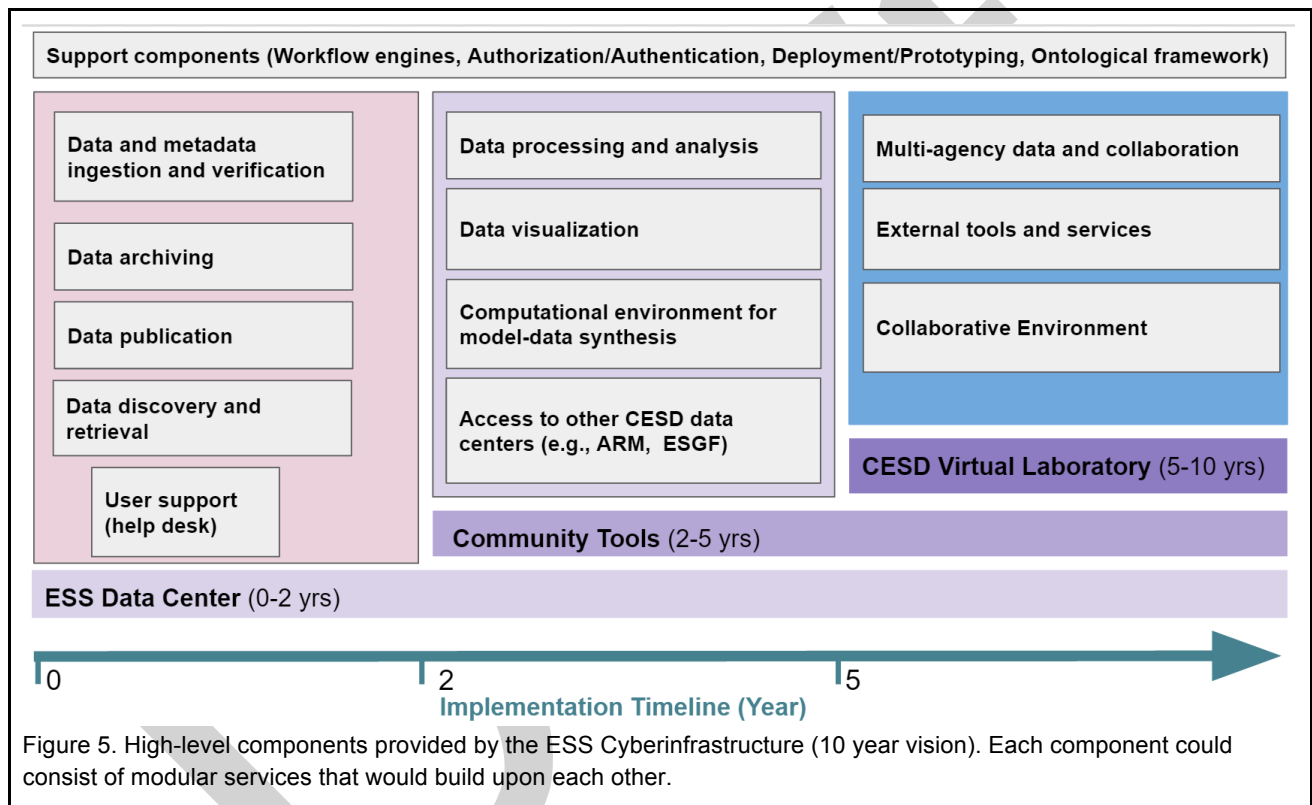 Support components (Workflow engines, Authorization/Authentication, Deployment/Prototyping, Ontological framework)
Data and metadata
ingestion and verification
Data archiving
Data publication
Data discovery and
retrieval
User support
(help desk)
Data processing and analysis
Data visualization
Computational environment for
model-data synthesis
Access to other CESD data
centers (e.g., ARM, ESGF)
Multi-agency data and collaboration
External tools and services
Collaborative Environment
CESD Virtual Laboratory (5-10 yrs)
Community Tools (2-5 yrs)
ESS Data Center (0-2 yrs)
0
2
5
Implementation Timeline (Year)
Figure 5. High-level components provided by the ESS Cyberinfrastructure (10 year vision). Each component could
consist of modular services that would build upon each other.